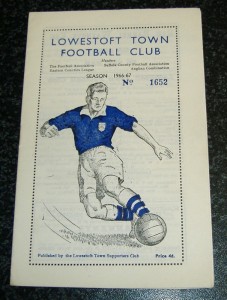 LOWESTOFT TOWN
FOOTBALL CLUB
Members
The Football Association Suffolk County Football Association
Eastern Counties League Anglian Combination
SEASON 1966-67
No 1652
Published by the Lowestoft Town Supporters Club Price 4d.